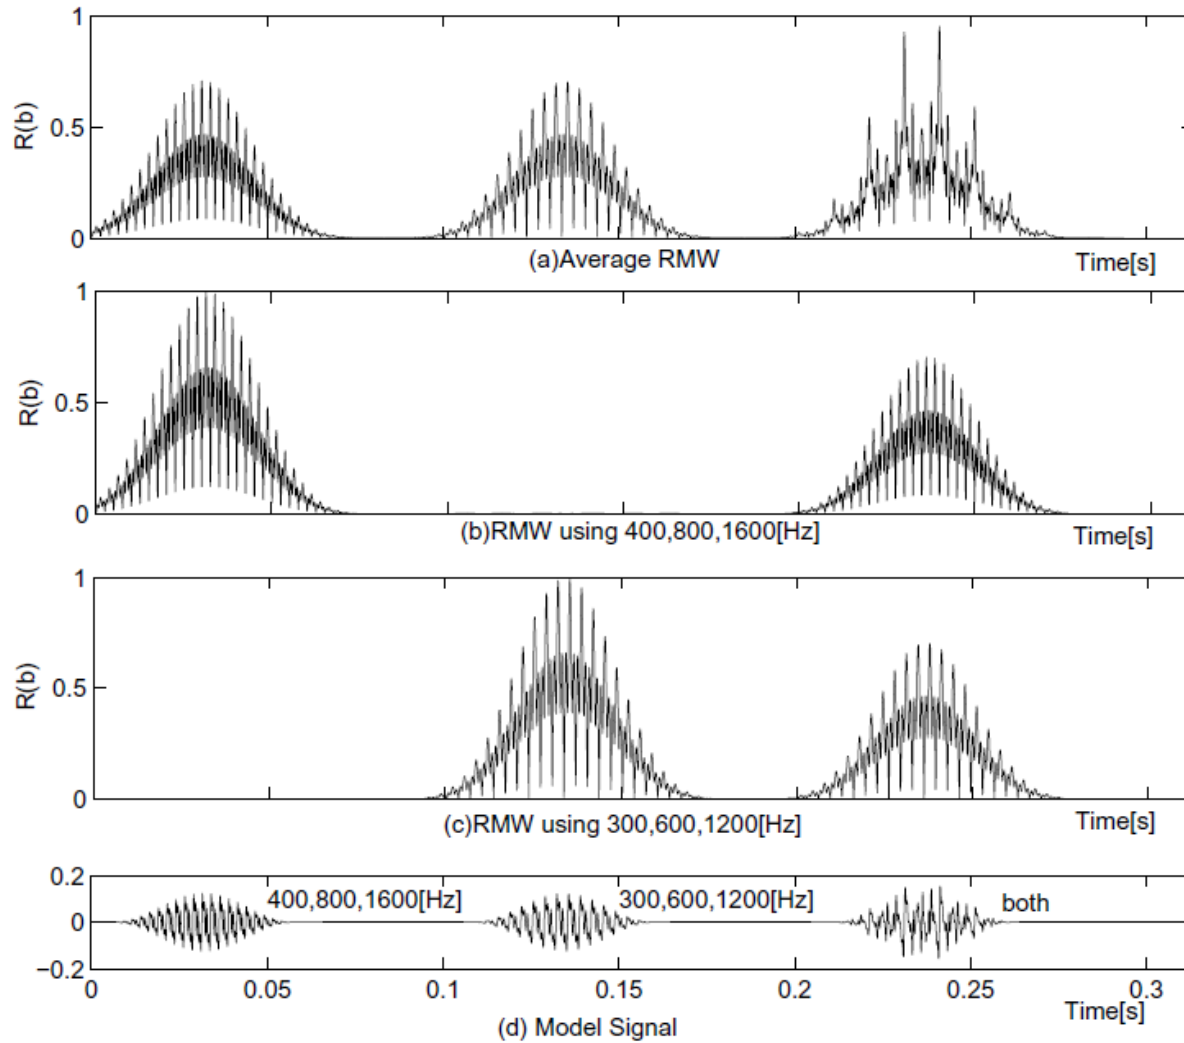 1
R(b)
0.5
0
(a)Average RMW
Time[s]
1
R(b)
0.5
0
(b)RMW using 400,800,1600[Hz]
Time[s]
1
R(b)
0.5
0
(c)RMW using 300,600,1200[Hz]
Time[s]
0.2
400,800,1600[Hz] 300,600,1200[Hz] both
0
−0.2
0 0.05 0.1 0.15 0.2 0.25 0.3
Time[s]
(d) Model Signal